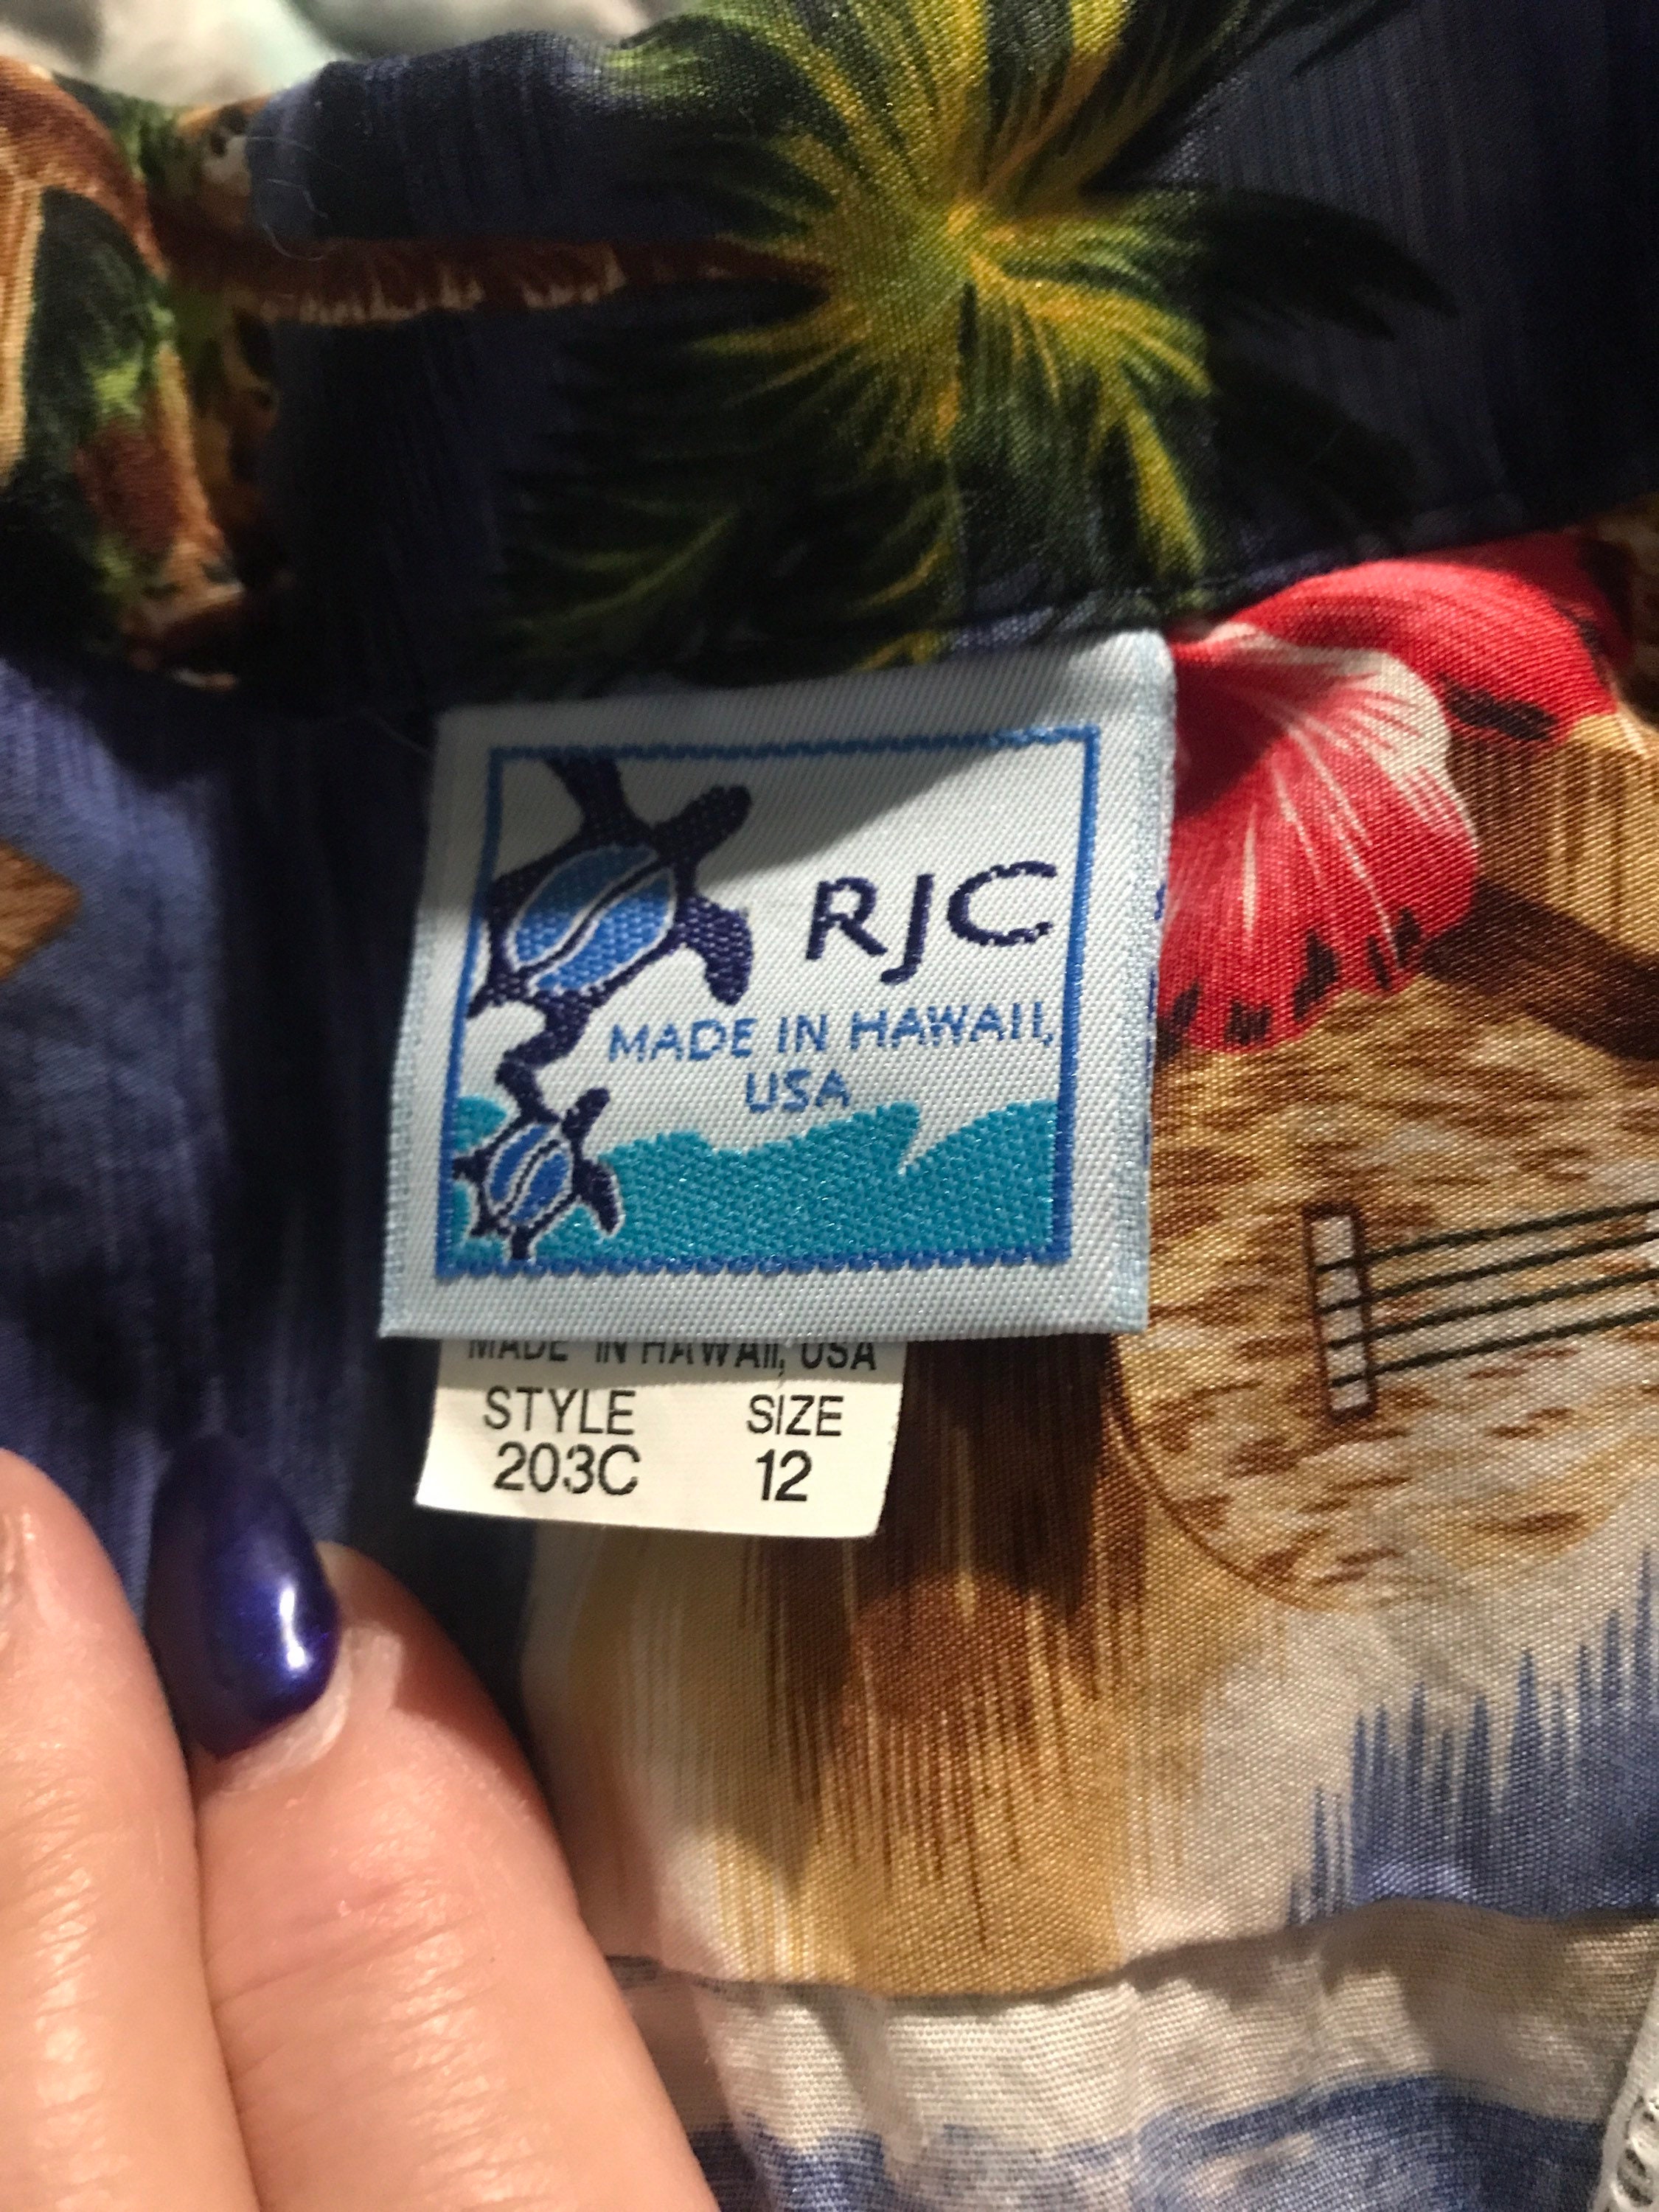 RJC
MADE IN HAWAII,
USA
MADE IN HAWAII, USA
STYLE SIZE
203C 12